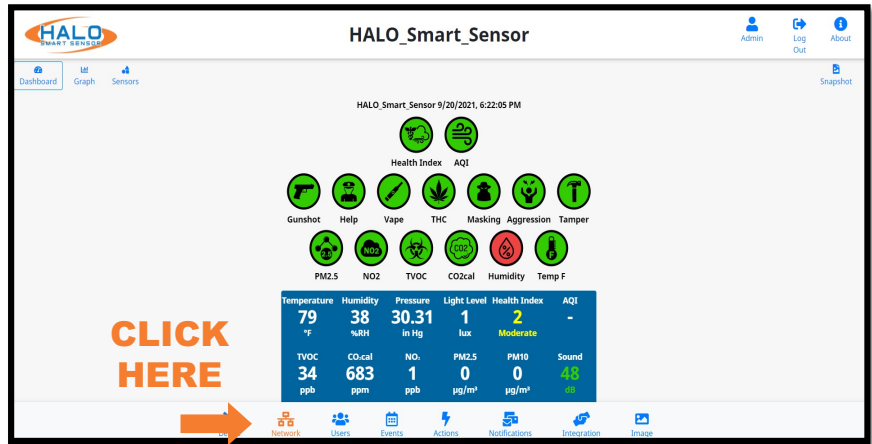 HALO
SMART SENSOR
HALO_Smart_Sensor
Admin
Log
Out
About
Dashboard
Graph
Sensors
Snapshot
HALO_Smart_Sensor 9/20/2021, 6:22:05 PM
Health Index AQI
Gunshot Help Vape THC Masking Aggression Tamper
2.5 NO2 CO2 % F
PM2.5 NO2 TVOC CO2cal Humidity Temp F
Temperature Humidity Pressure Light Level Health Index AQI
79 38 30.31 1 2 -
°F %RH in Hg lux Moderate
TVOC CO₂cal NO₂ PM2.5 PM10 Sound
34 683 1 0 0 48
ppb ppm ppb µg/m³ µg/m³ dB
CLICK
HERE
Network Users Events Actions Notifications Integration Image